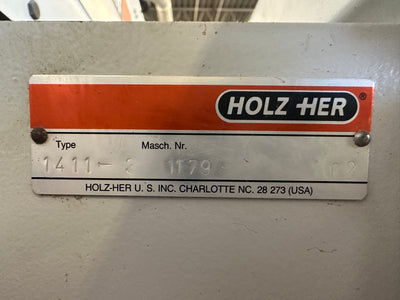 HOLZ-HER®
Type Masch. Nr.
1411-2 1179
HOLZ-HER U. S. INC. CHARLOTTE NC. 28 273 (USA)